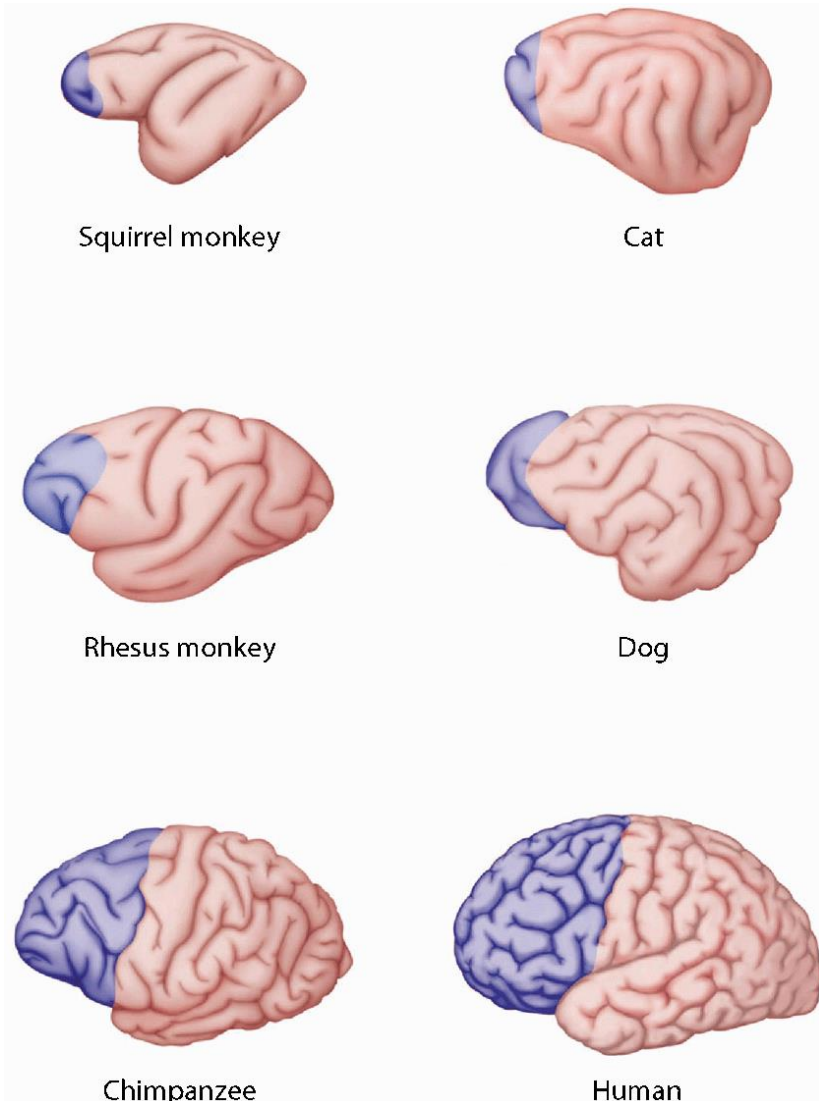 Squirrel monkey
Cat
Rhesus monkey
Dog
Chimpanzee
Human